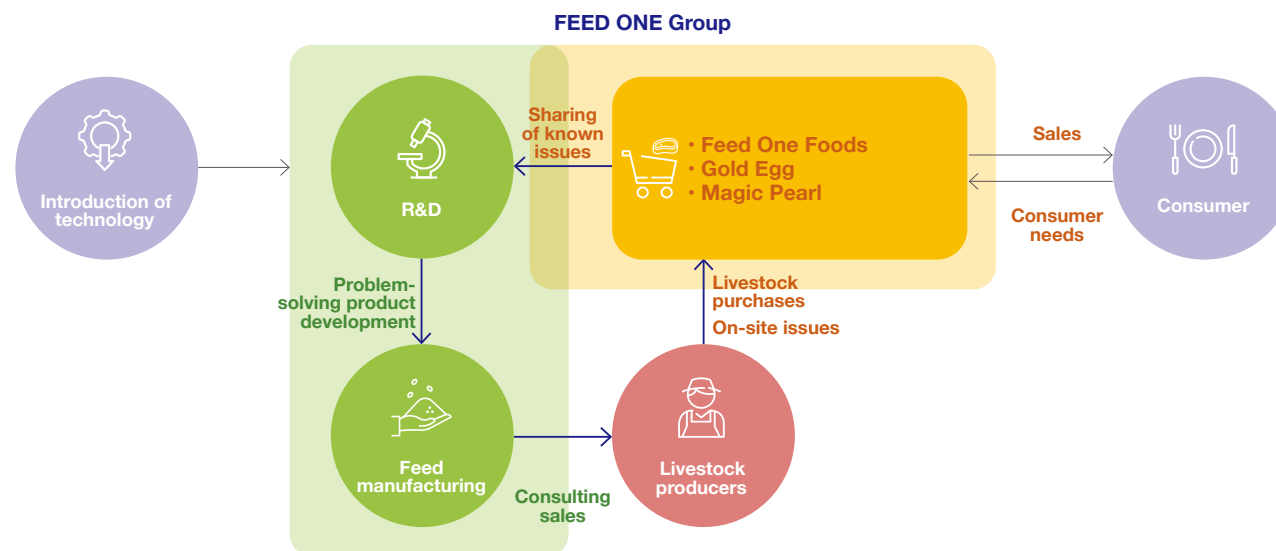 FEED ONE Group
Introduction of
technology
R&D
Sharing
of known
issues
• Feed One Foods
• Gold Egg
• Magic Pearl
Sales
Consumer
needs
Consumer
Problem-
solving product
development
Livestock
purchases
On-site issues
Feed
manufacturing
Consulting
sales
Livestock
producers